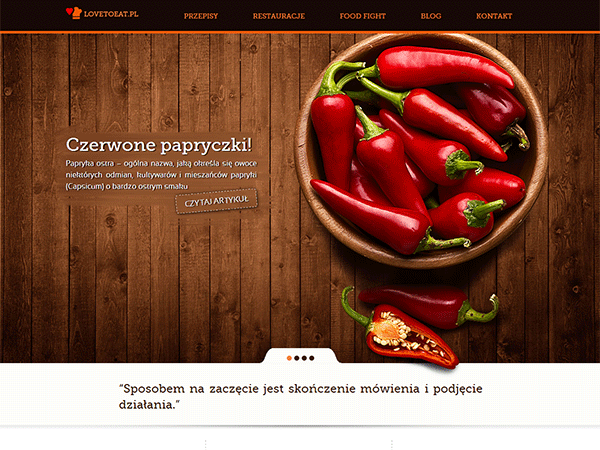 LOVETOEAT.PL
PRZEPISY
RESTAURACJE
FOOD FIGHT
BLOG
KONTAKT
Czerwone papryczki!
Papryka ostra – ogólna nazwa, jaką określa się owoce
niektórych odmian, kultywarów i mieszańców papryki
(Capsicum) o bardzo ostrym smaku
CZYTAJ ARTYKUŁ
“Sposobem na zaczęcie jest skończenie mówienia i podjęcie
działania.”